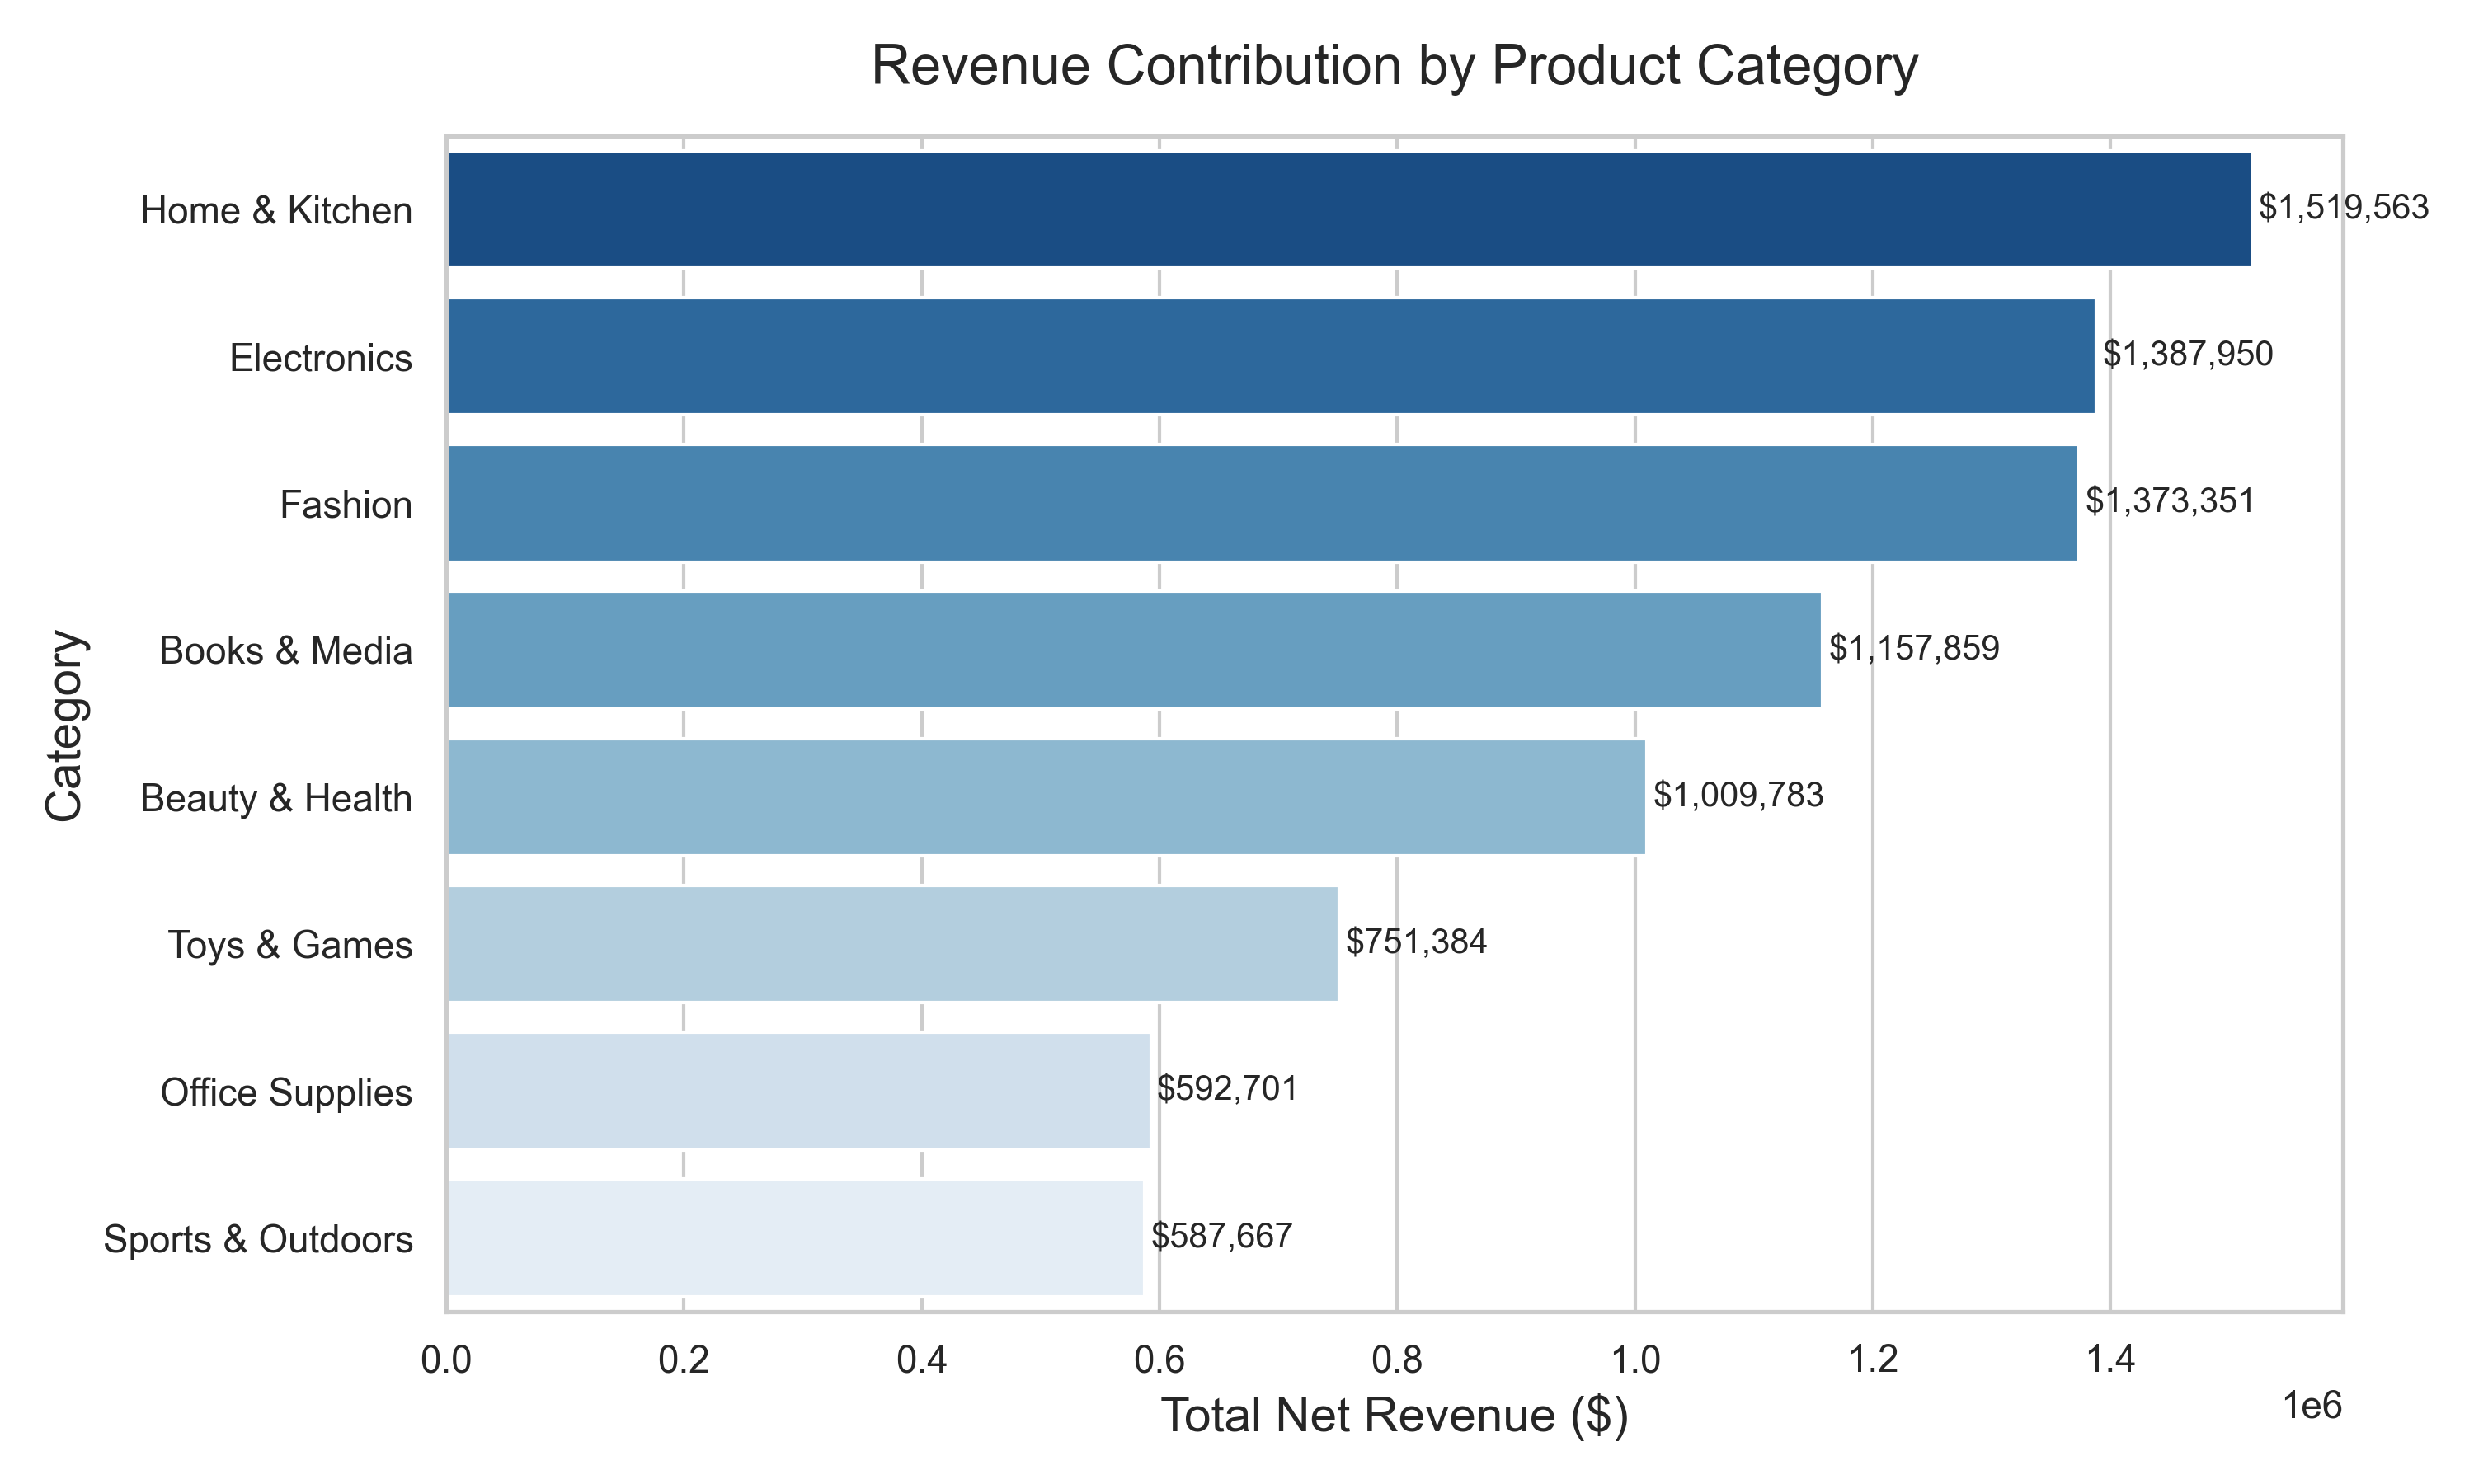 Revenue Contribution by Product Category
Home & Kitchen
$1,519,563
Electronics
$1,387,950
Fashion
$1,373,351
Books & Media
$1,157,859
Beauty & Health
$1,009,783
Toys & Games
$751,384
Office Supplies
$592,701
Sports & Outdoors
$587,667
Category
0.0 0.2 0.4 0.6 0.8 1.0 1.2 1.4
1e6
Total Net Revenue ($)